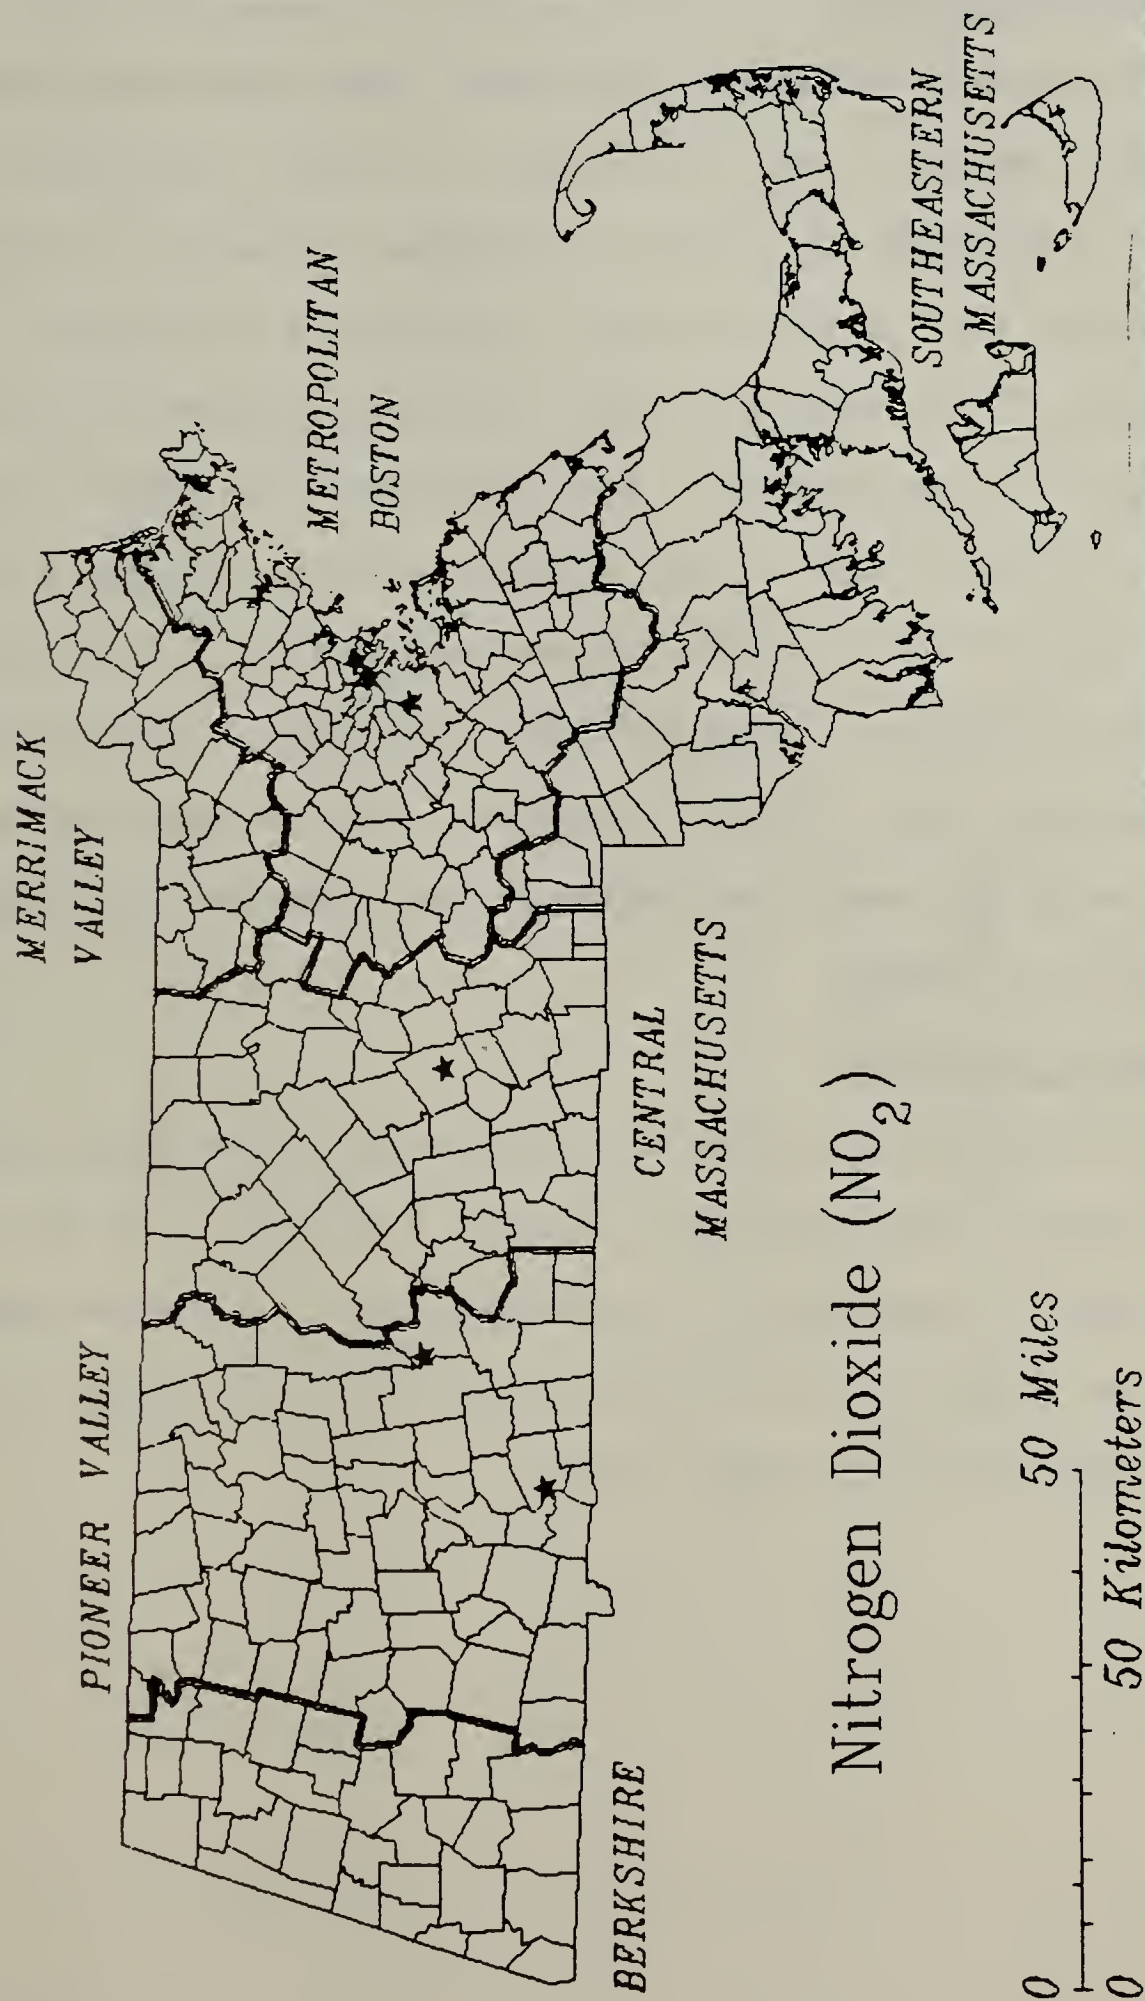 MERRIMACK
VALLEY
PIONEER VALLEY
METROPOLITAN
BOSTON
BERKSHIRE
CENTRAL
MASSACHUSETTS
SOUTHEASTERN
MASSACHUSETTS
Nitrogen Dioxide (NO₂)
0 50 Miles
0 50 Kilometers